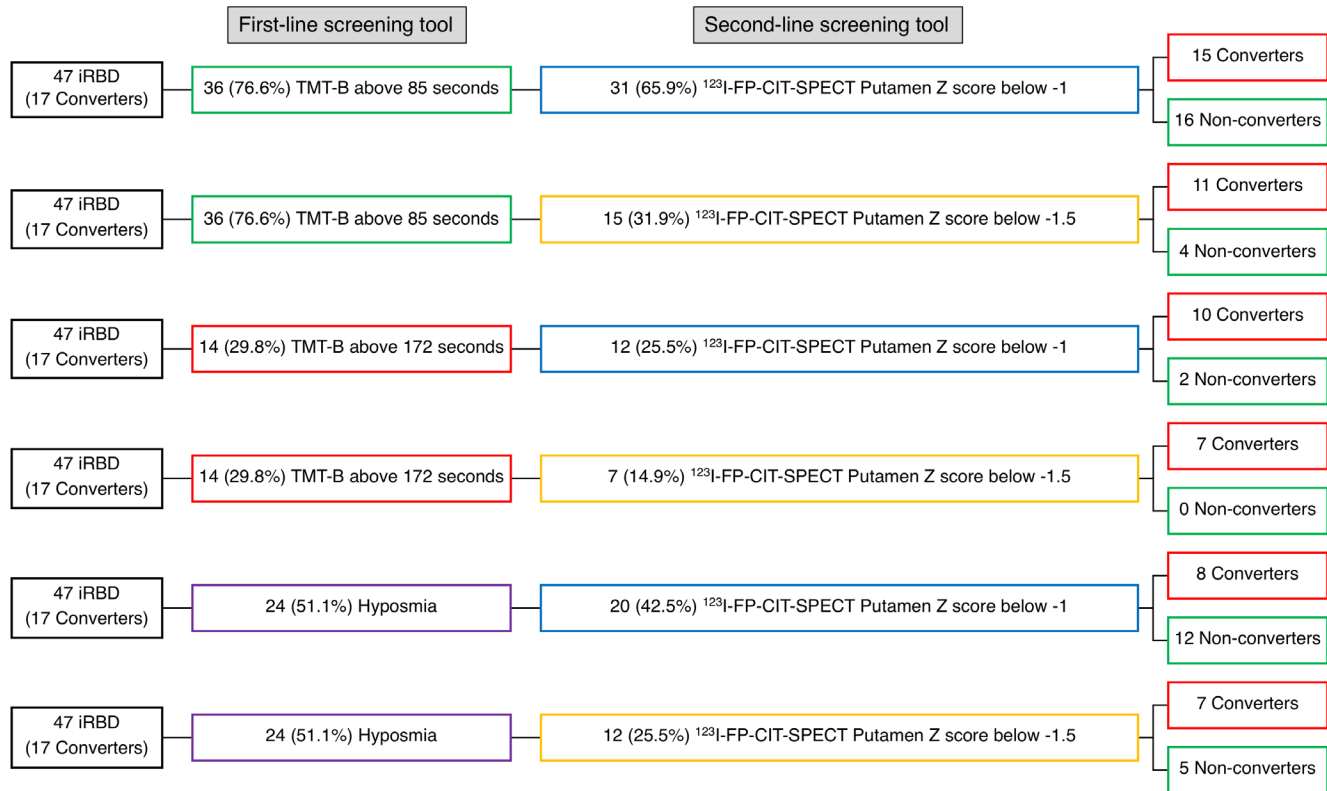 First-line screening tool
Second-line screening tool
47 iRBD
(17 Converters)
36 (76.6%) TMT-B above 85 seconds
31 (65.9%) ¹²³I-FP-CIT-SPECT Putamen Z score below -1
15 Converters
16 Non-converters
47 iRBD
(17 Converters)
36 (76.6%) TMT-B above 85 seconds
15 (31.9%) ¹²³I-FP-CIT-SPECT Putamen Z score below -1.5
11 Converters
4 Non-converters
47 iRBD
(17 Converters)
14 (29.8%) TMT-B above 172 seconds
12 (25.5%) ¹²³I-FP-CIT-SPECT Putamen Z score below -1
10 Converters
2 Non-converters
47 iRBD
(17 Converters)
14 (29.8%) TMT-B above 172 seconds
7 (14.9%) ¹²³I-FP-CIT-SPECT Putamen Z score below -1.5
7 Converters
0 Non-converters
47 iRBD
(17 Converters)
24 (51.1%) Hyposmia
20 (42.5%) ¹²³I-FP-CIT-SPECT Putamen Z score below -1
8 Converters
12 Non-converters
47 iRBD
(17 Converters)
24 (51.1%) Hyposmia
12 (25.5%) ¹²³I-FP-CIT-SPECT Putamen Z score below -1.5
7 Converters
5 Non-converters